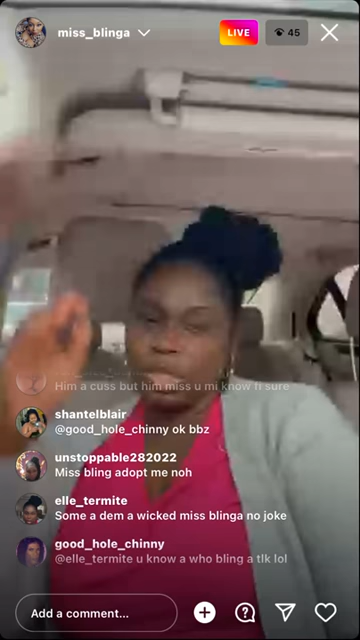 miss_blinga
LIVE
45
Him a cuss but him miss u mi know fi sure
shantelblair
@good_hole_chinny ok bbz
unstoppable282022
Miss bling adopt me noh
elle_termite
Some a dem a wicked miss blinga no joke
good_hole_chinny
@elle_termite u know a who bling a tlk lol
Add a comment...